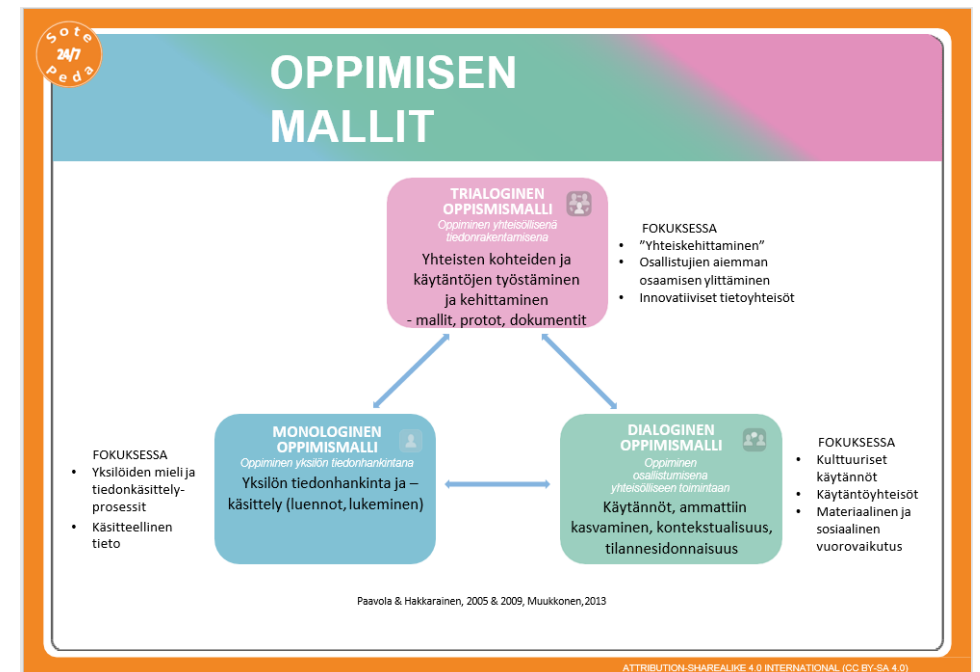 Sote
24/7
Peda
OPPIMISEN
MALLIT
TRIALOGINEN
OPPISMISMALLI
Oppiminen yhteisöllisenä
tiedonrakentamisena
Yhteisten kohteiden ja
käytäntöjen työstäminen
ja kehittaminen
- mallit, protot, dokumentit
FOKUKSESSA
• ”Yhteiskehittaminen”
• Osallistujien aiemman
osaamisen ylittäminen
• Innovatiiviset tietoyhteisöt
FOKUKSESSA
• Yksilöiden mieli ja
tiedonkäsittely-
prosessit
• Käsitteellinen
tieto
MONOLOGINEN
OPPIMISMALLI
Oppiminen yksilön tiedonhankintana
Yksilön tiedonhankinta ja –
käsittely (luennot, lukeminen)
DIALOGINEN
OPPIMISMALLI
Oppiminen
osallistumisena
yhteisölliseen toimintaan
Käytännöt, ammattiin
kasvaminen, kontekstualisuus,
tilannesidonnaisuus
FOKUKSESSA
• Kulttuuriset
käytännöt
• Käytäntöyhteisöt
• Materiaalinen ja
sosiaalinen
vuorovaikutus
Paavola & Hakkarainen, 2005 & 2009, Muukkonen, 2013
ATTRIBUTION-SHAREALIKE 4.0 INTERNATIONAL (CC BY-SA 4.0)